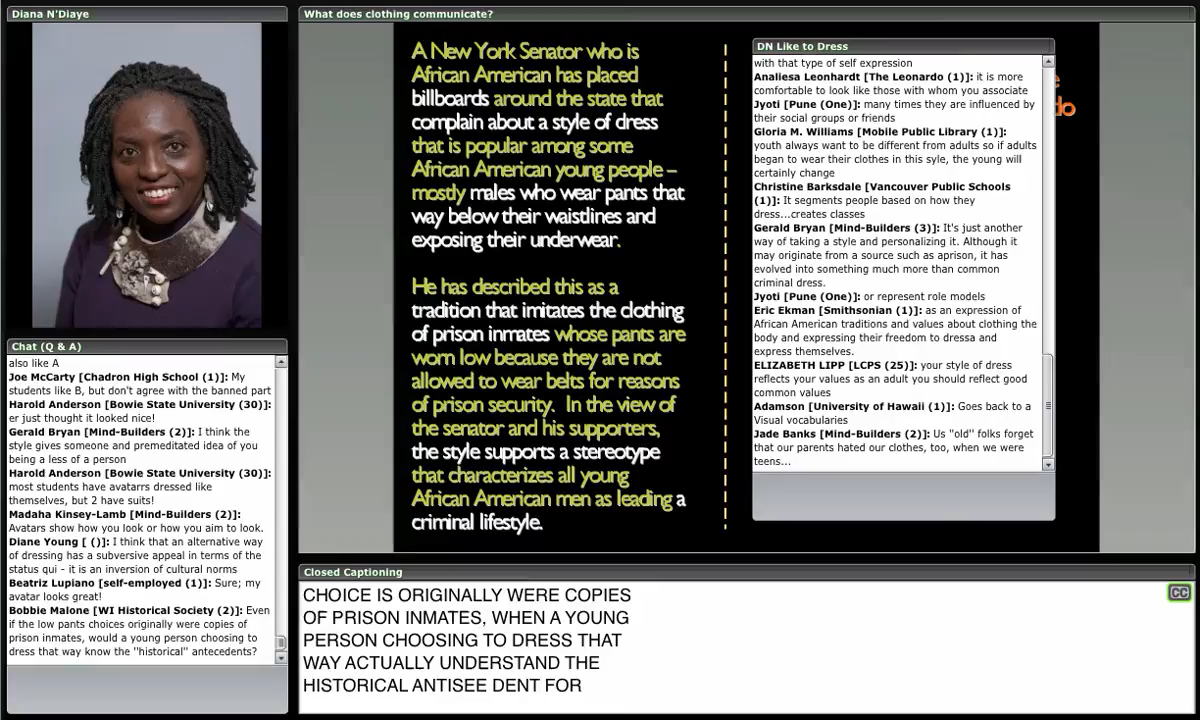 Diana N'Diaye
Chat (Q & A)
also like A
Joe McCarty [Chadron High School (1)]: My
students like B, but don't agree with the banned part
Harold Anderson [Bowie State University (30)]:
er just thought it looked nice!
Gerald Bryan [Mind-Builders (2)]: I think the
style gives someone and premeditated idea of you
being a less of a person
Harold Anderson [Bowie State University (30)]:
most students have avatarrs dressed like
themselves, but 2 have suits!
Madaha Kinsey-Lamb [Mind-Builders (2)]:
Avatars show how you look or how you aim to look.
Diane Young [ ()]: I think that an alternative way
of dressing has a subversive appeal in terms of the
status qui - it is an inversion of cultural norms
Beatriz Lupiano [self-employed (1)]: Sure; my
avatar looks great!
Bobbie Malone [WI Historical Society (2)]: Even
if the low pants choices originally were copies of
prison inmates, would a young person choosing to
dress that way know the "historical" antecedents?
What does clothing communicate?
A New York Senator who is
African American has placed
billboards around the state that
complain about a style of dress
that is popular among some
African American young people –
mostly males who wear pants that
way below their waistlines and
exposing their underwear.
He has described this as a
tradition that imitates the clothing
of prison inmates whose pants are
worn low because they are not
allowed to wear belts for reasons
of prison security. In the view of
the senator and his supporters,
the style supports a stereotype
that characterizes all young
African American men as leading a
criminal lifestyle.
DN Like to Dress
with that type of self expression
Analiesa Leonhardt [The Leonardo (1)]: it is more
comfortable to look like those with whom you associate
Jyoti [Pune (One)]: many times they are influenced by
their social groups or friends
Gloria M. Williams [Mobile Public Library (1)]:
youth always want to be different from adults so if adults
began to wear their clothes in this syle, the young will
certainly change
Christine Barksdale [Vancouver Public Schools
(1)]: It segments people based on how they
dress...creates classes
Gerald Bryan [Mind-Builders (3)]: It's just another
way of taking a style and personalizing it. Although it
may originate from a source such as aprison, it has
evolved into something much more than common
criminal dress.
Jyoti [Pune (One)]: or represent role models
Eric Ekman [Smithsonian (1)]: as an expression of
African American traditions and values about clothing the
body and expressing their freedom to dressa and
express themselves.
ELIZABETH LIPP [LCPS (25)]: your style of dress
reflects your values as an adult you should reflect good
common values
Adamson [University of Hawaii (1)]: Goes back to a
Visual vocabularies
Jade Banks [Mind-Builders (2)]: Us "old" folks forget
that our parents hated our clothes, too, when we were
teens...
e
do
Closed Captioning
CC
CHOICE IS ORIGINALLY WERE COPIES
OF PRISON INMATES, WHEN A YOUNG
PERSON CHOOSING TO DRESS THAT
WAY ACTUALLY UNDERSTAND THE
HISTORICAL ANTISEE DENT FOR